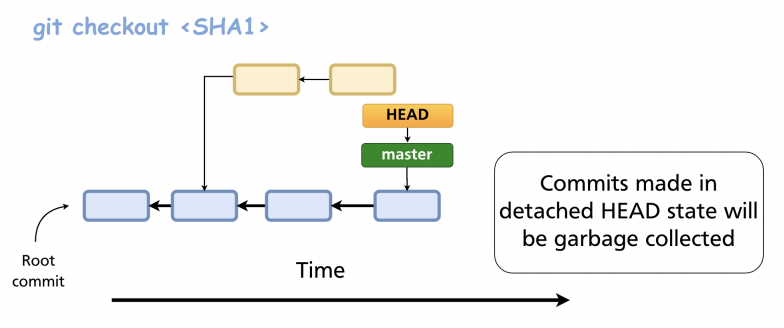 git checkout <SHA1>
HEAD
master
Commits made in
detached HEAD state will
be garbage collected
Root
commit
Time